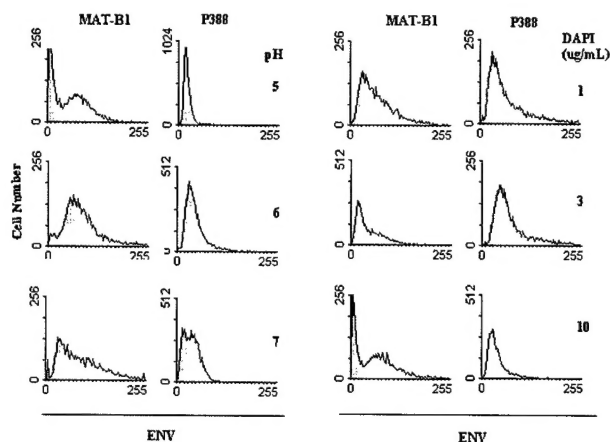 MAT-B1 P388 MAT-B1 P388
pH DAPI (ug/mL)
256 0 0 255
1024 0 0 255
5
256 0 0 255
256 0 0 255
1
Cell Number
256 0 0 255
512 0 0 255
6
512 0 0 255
256 0 0 255
3
256 0 0 255
512 0 0 255
7
256 0 0 255
512 0 0 255
10
ENV ENV